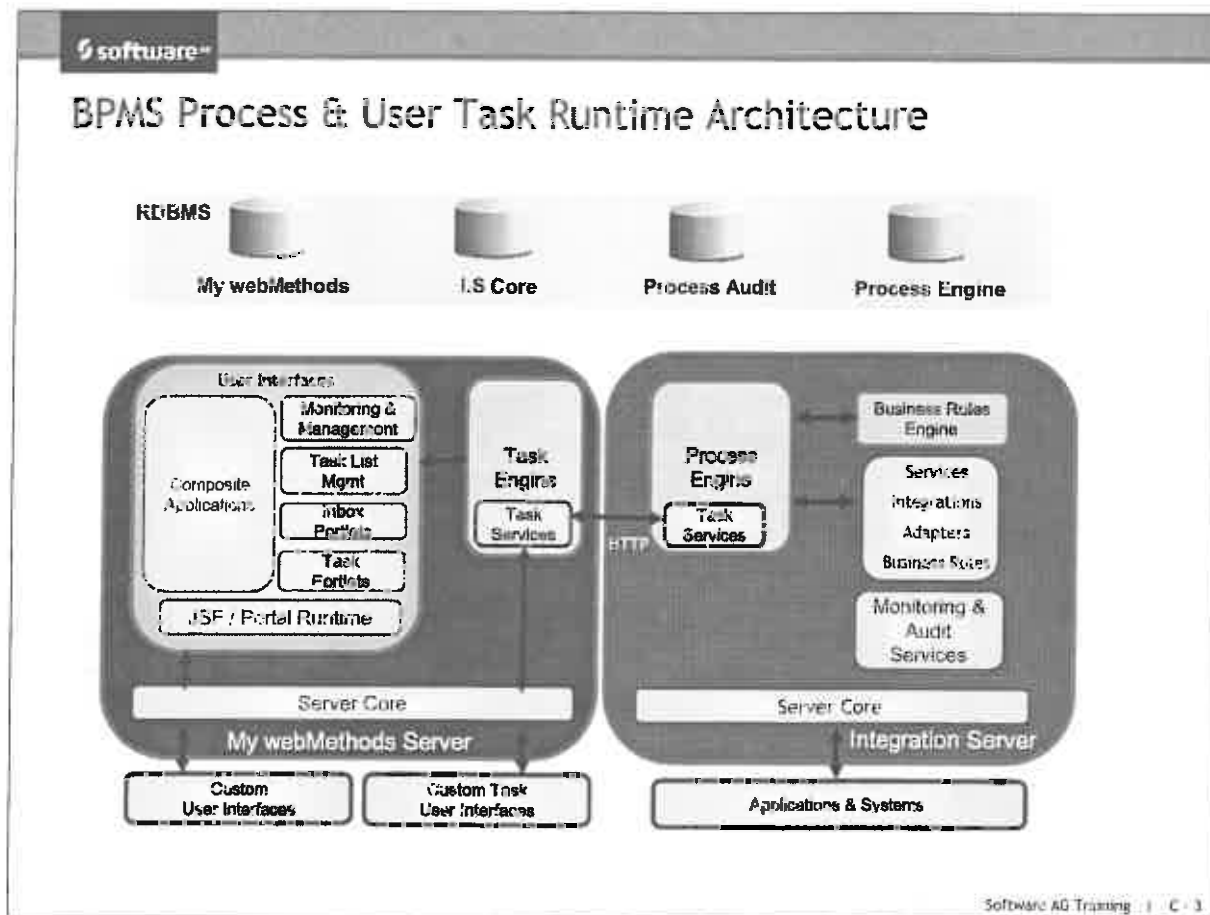 software AG
BPMS Process & User Task Runtime Architecture
RDBMS
My webMethods
I.S Core
Process Audit
Process Engine
User Interfaces
Composite
Applications
Monitoring &
Management
Task List
Mgmt
Inbox
Portlets
Task
Portlets
JSF / Portal Runtime
Task
Engine
Task
Services
HTTP
Process
Engine
Task
Services
Business Rules
Engine
Services
Integrations
Adapters
Business Rules
Monitoring &
Audit
Services
Server Core
My webMethods Server
Server Core
Integration Server
Custom
User Interfaces
Custom Task
User Interfaces
Applications & Systems
Software AG Training | C - 3